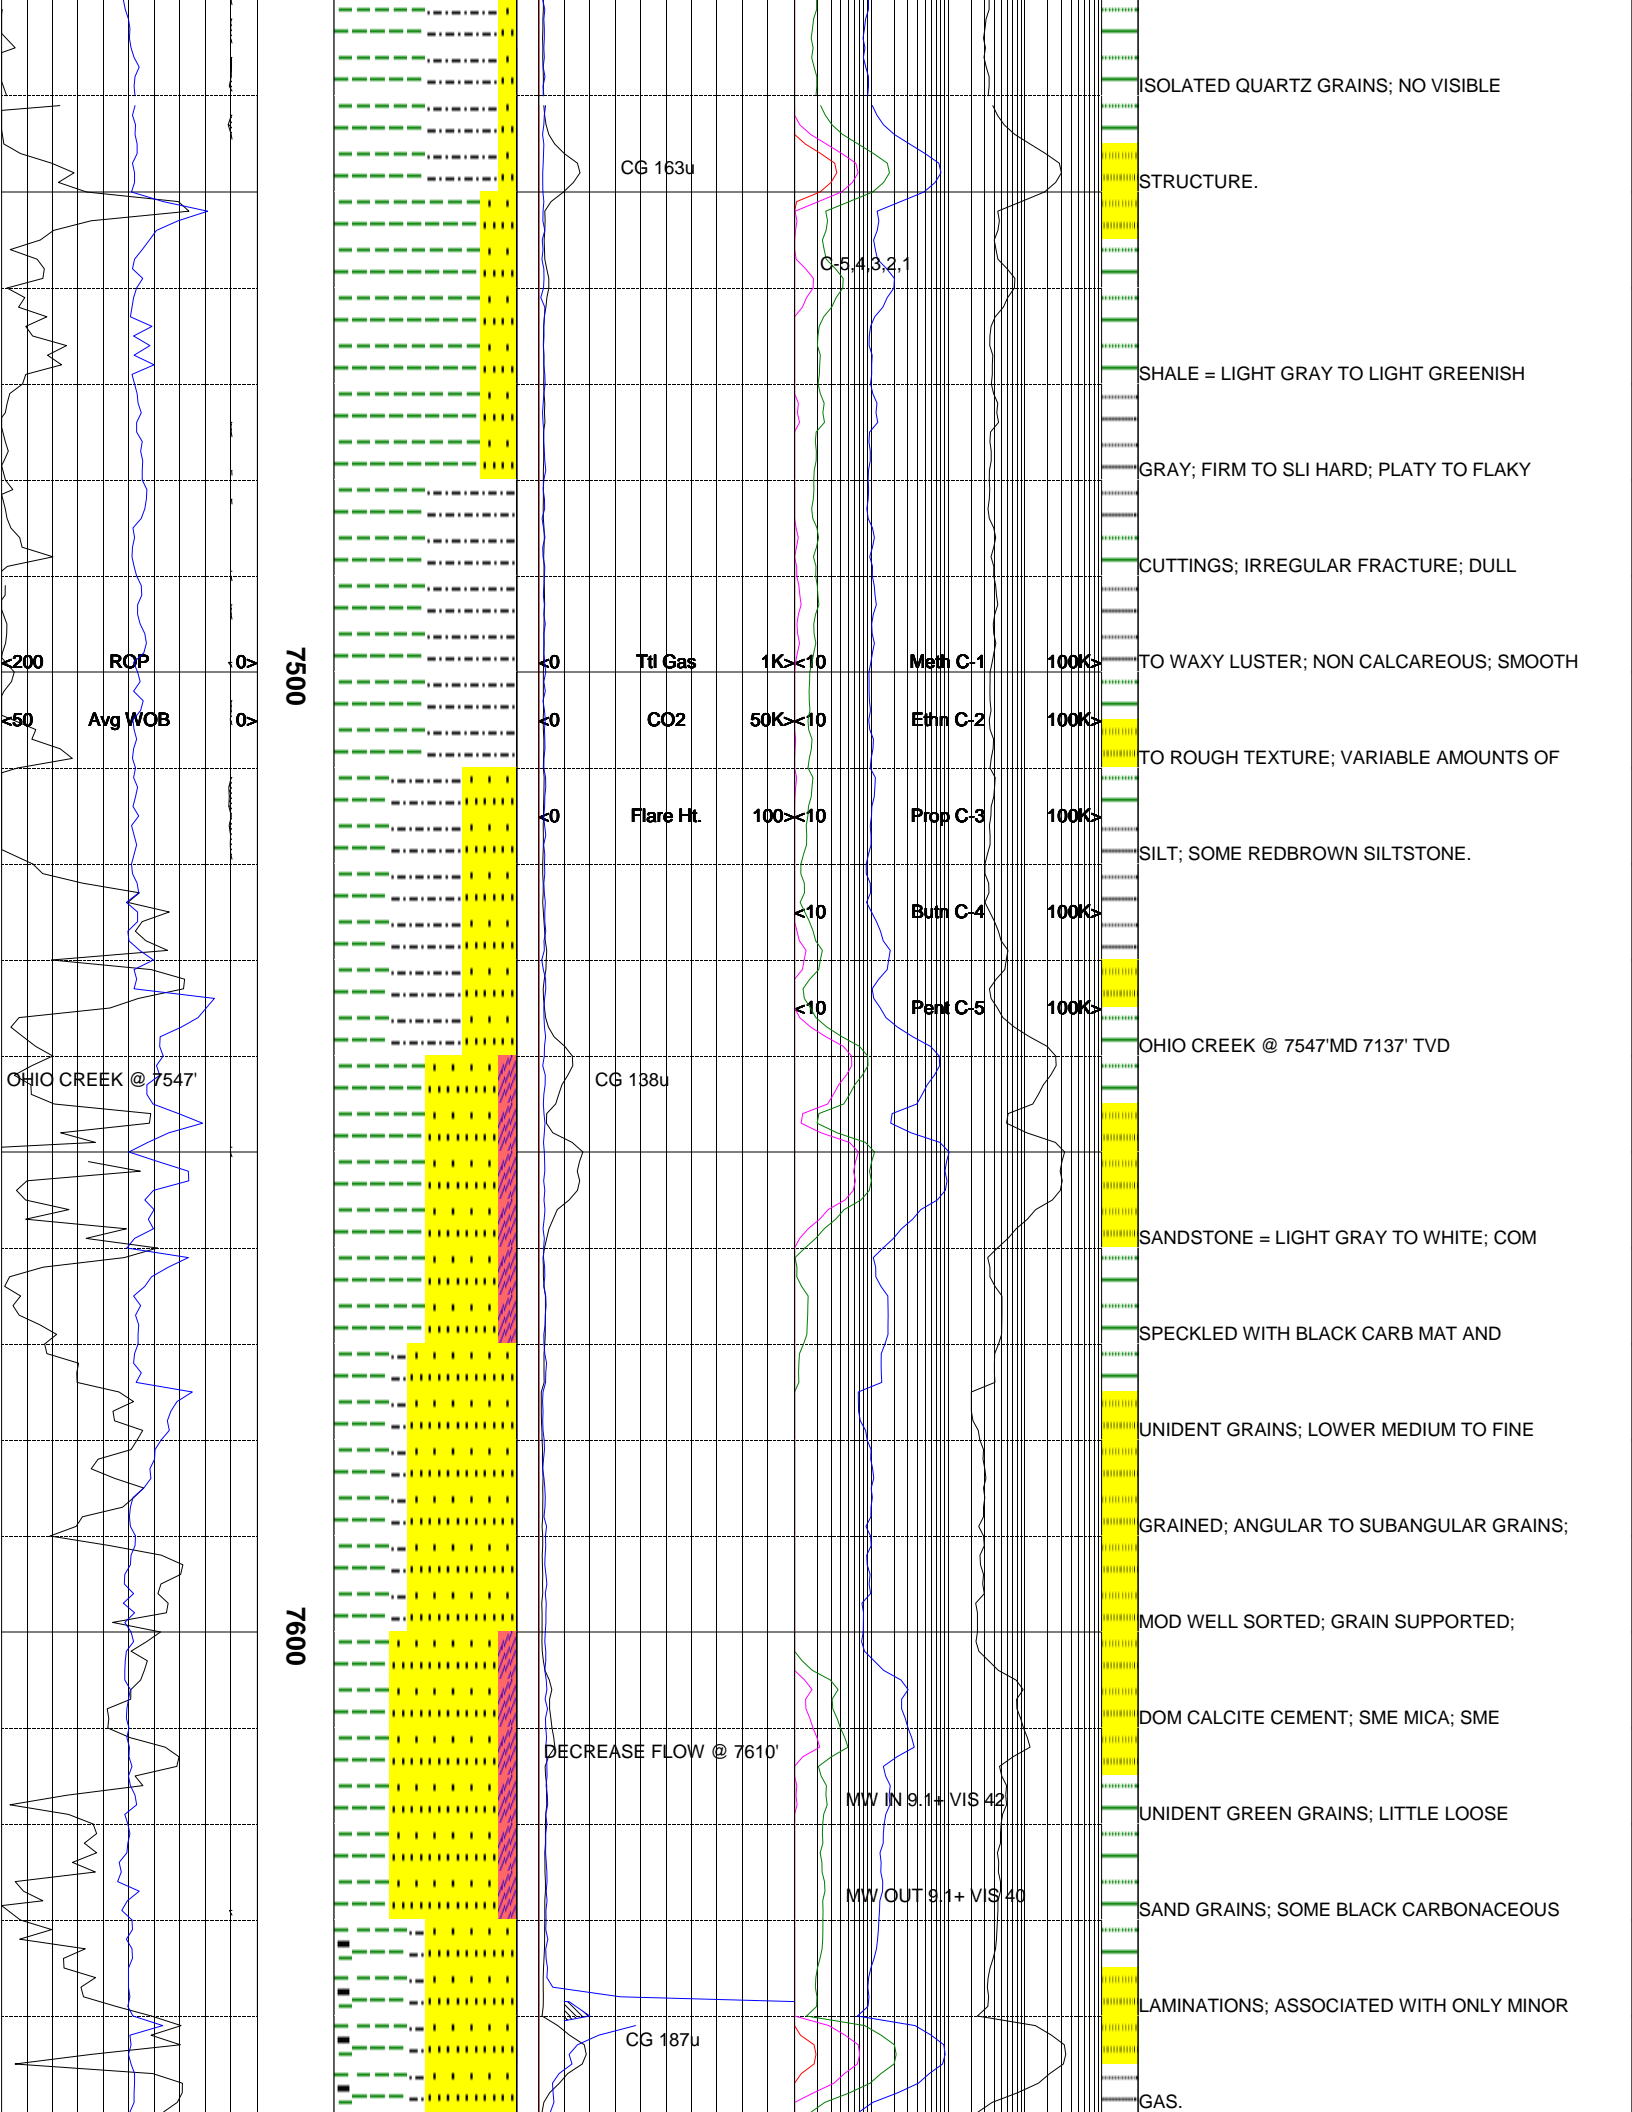 ISOLATED QUARTZ GRAINS; NO VISIBLE
CG 163u
STRUCTURE.
C-5,4,3,2,1
SHALE = LIGHT GRAY TO LIGHT GREENISH
GRAY; FIRM TO SLI HARD; PLATY TO FLAKY
CUTTINGS; IRREGULAR FRACTURE; DULL
<200 ROP 0> 7500 <0 Ttl Gas 1K> <10 Meth C-1 100K> TO WAXY LUSTER; NON CALCAREOUS; SMOOTH
<50 Avg WOB 0> <0 CO2 50K> <10 Ethn C-2 100K>
TO ROUGH TEXTURE; VARIABLE AMOUNTS OF
<0 Flare Ht. 100> <10 Prop C-3 100K>
SILT; SOME REDBROWN SILTSTONE.
<10 Butn C-4 100K>
<10 Pent C-5 100K>
OHIO CREEK @ 7547'MD 7137' TVD
OHIO CREEK @ 7547' CG 138u
SANDSTONE = LIGHT GRAY TO WHITE; COM
SPECKLED WITH BLACK CARB MAT AND
UNIDENT GRAINS; LOWER MEDIUM TO FINE
GRAINED; ANGULAR TO SUBANGULAR GRAINS;
7600 MOD WELL SORTED; GRAIN SUPPORTED;
DOM CALCITE CEMENT; SME MICA; SME
DECREASE FLOW @ 7610'
MW IN 9.1+ VIS 42
UNIDENT GREEN GRAINS; LITTLE LOOSE
MW OUT 9.1+ VIS 40
SAND GRAINS; SOME BLACK CARBONACEOUS
LAMINATIONS; ASSOCIATED WITH ONLY MINOR
CG 187u
GAS.